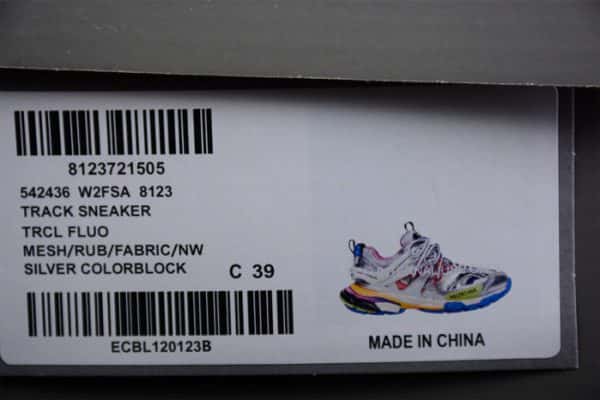 8123721505
542436 W2FSA 8123
TRACK SNEAKER
TRCL FLUO
MESH/RUB/FABRIC/NW
SILVER COLORBLOCK C 39
ECBL120123B
MADE IN CHINA